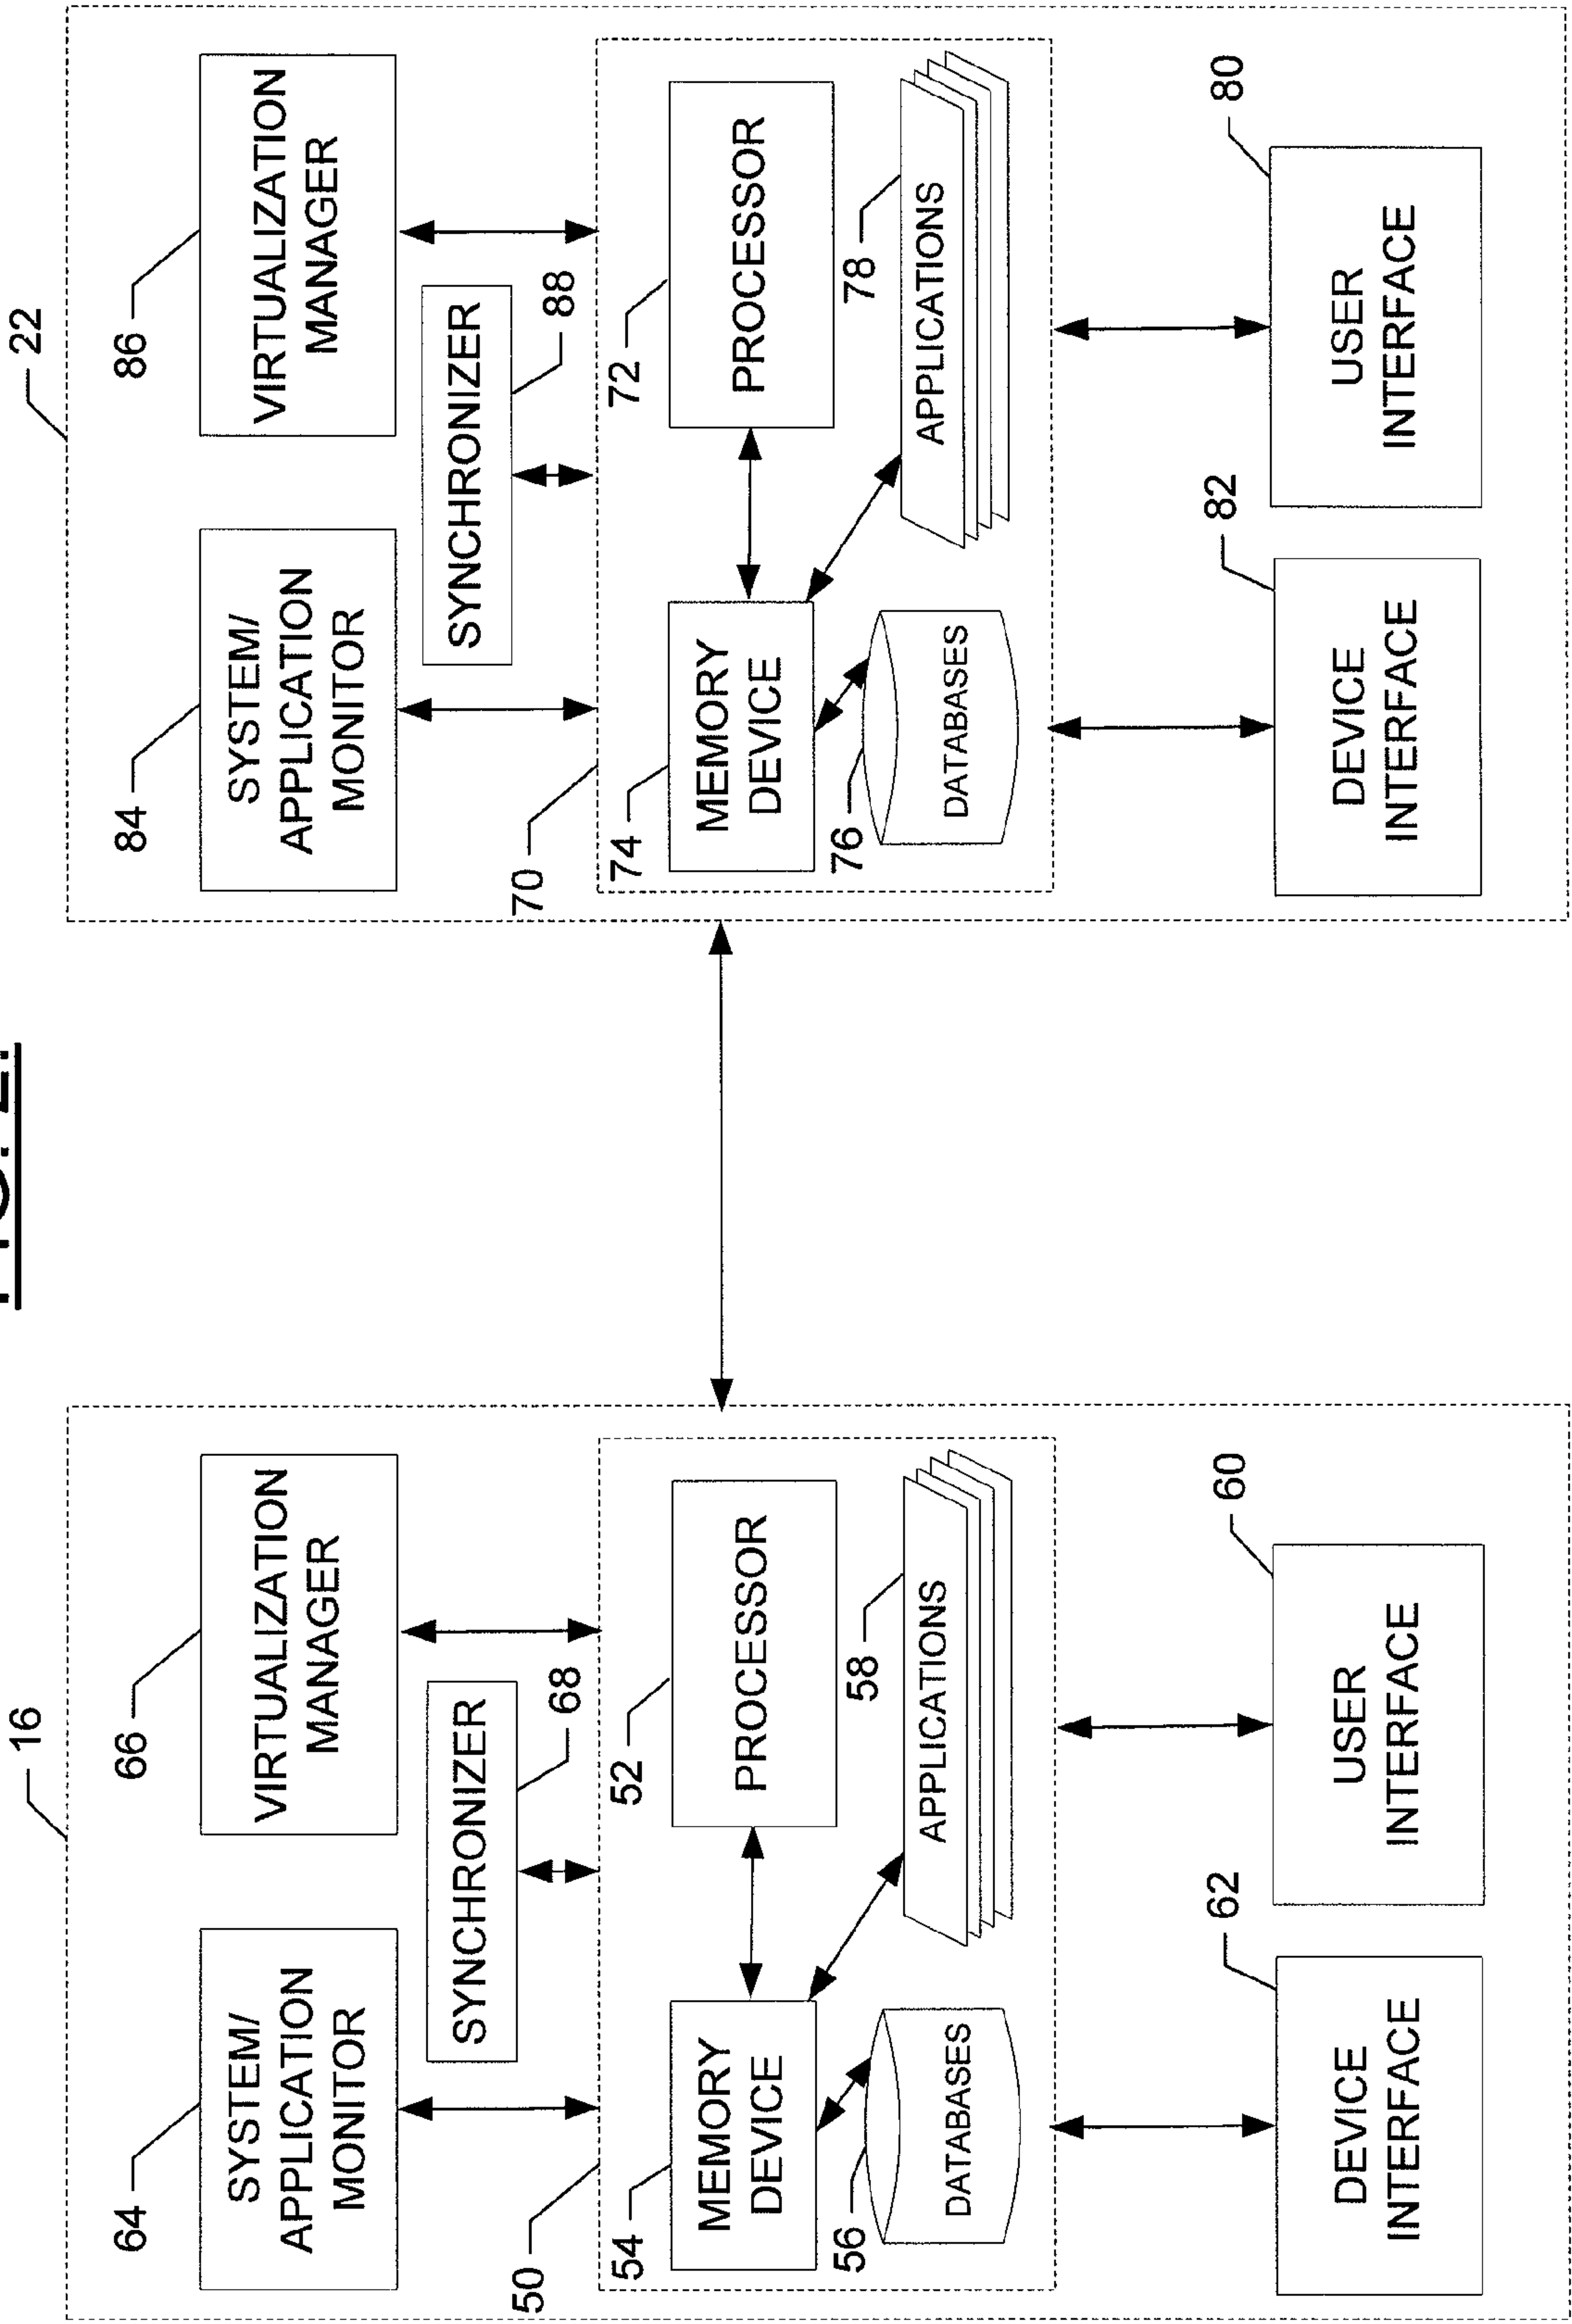 16
66
VIRTUALIZATION
MANAGER
64
SYSTEM/
APPLICATION
MONITOR
SYNCHRONIZER
68
50
52
PROCESSOR
54
MEMORY
DEVICE
58
APPLICATIONS
56
DATABASES
60
USER
INTERFACE
62
DEVICE
INTERFACE
22
86
VIRTUALIZATION
MANAGER
84
SYSTEM/
APPLICATION
MONITOR
SYNCHRONIZER
88
70
72
PROCESSOR
74
MEMORY
DEVICE
78
APPLICATIONS
76
DATABASES
80
USER
INTERFACE
82
DEVICE
INTERFACE